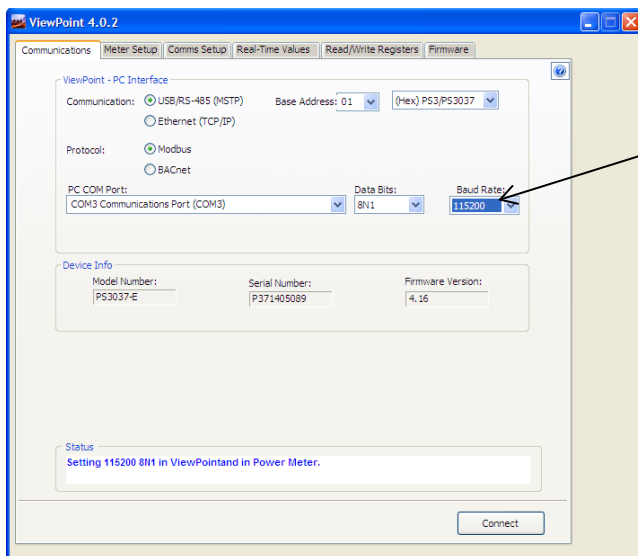 ViewPoint 4.0.2
Communications Meter Setup Comms Setup Real-Time Values Read/Write Registers Firmware
ViewPoint - PC Interface
Communication: USB/RS-485 (MSTP) Base Address: 01 (Hex) PS3/PS3037
Ethernet (TCP/IP)
Protocol: Modbus
BACnet
PC COM Port: Data Bits: Baud Rate:
COM3 Communications Port (COM3) 8N1 115200
Device Info
Model Number: Serial Number: Firmware Version:
PS3037-E P371405089 4.16
Status
Setting 115200 8N1 in ViewPointand in Power Meter.
Connect